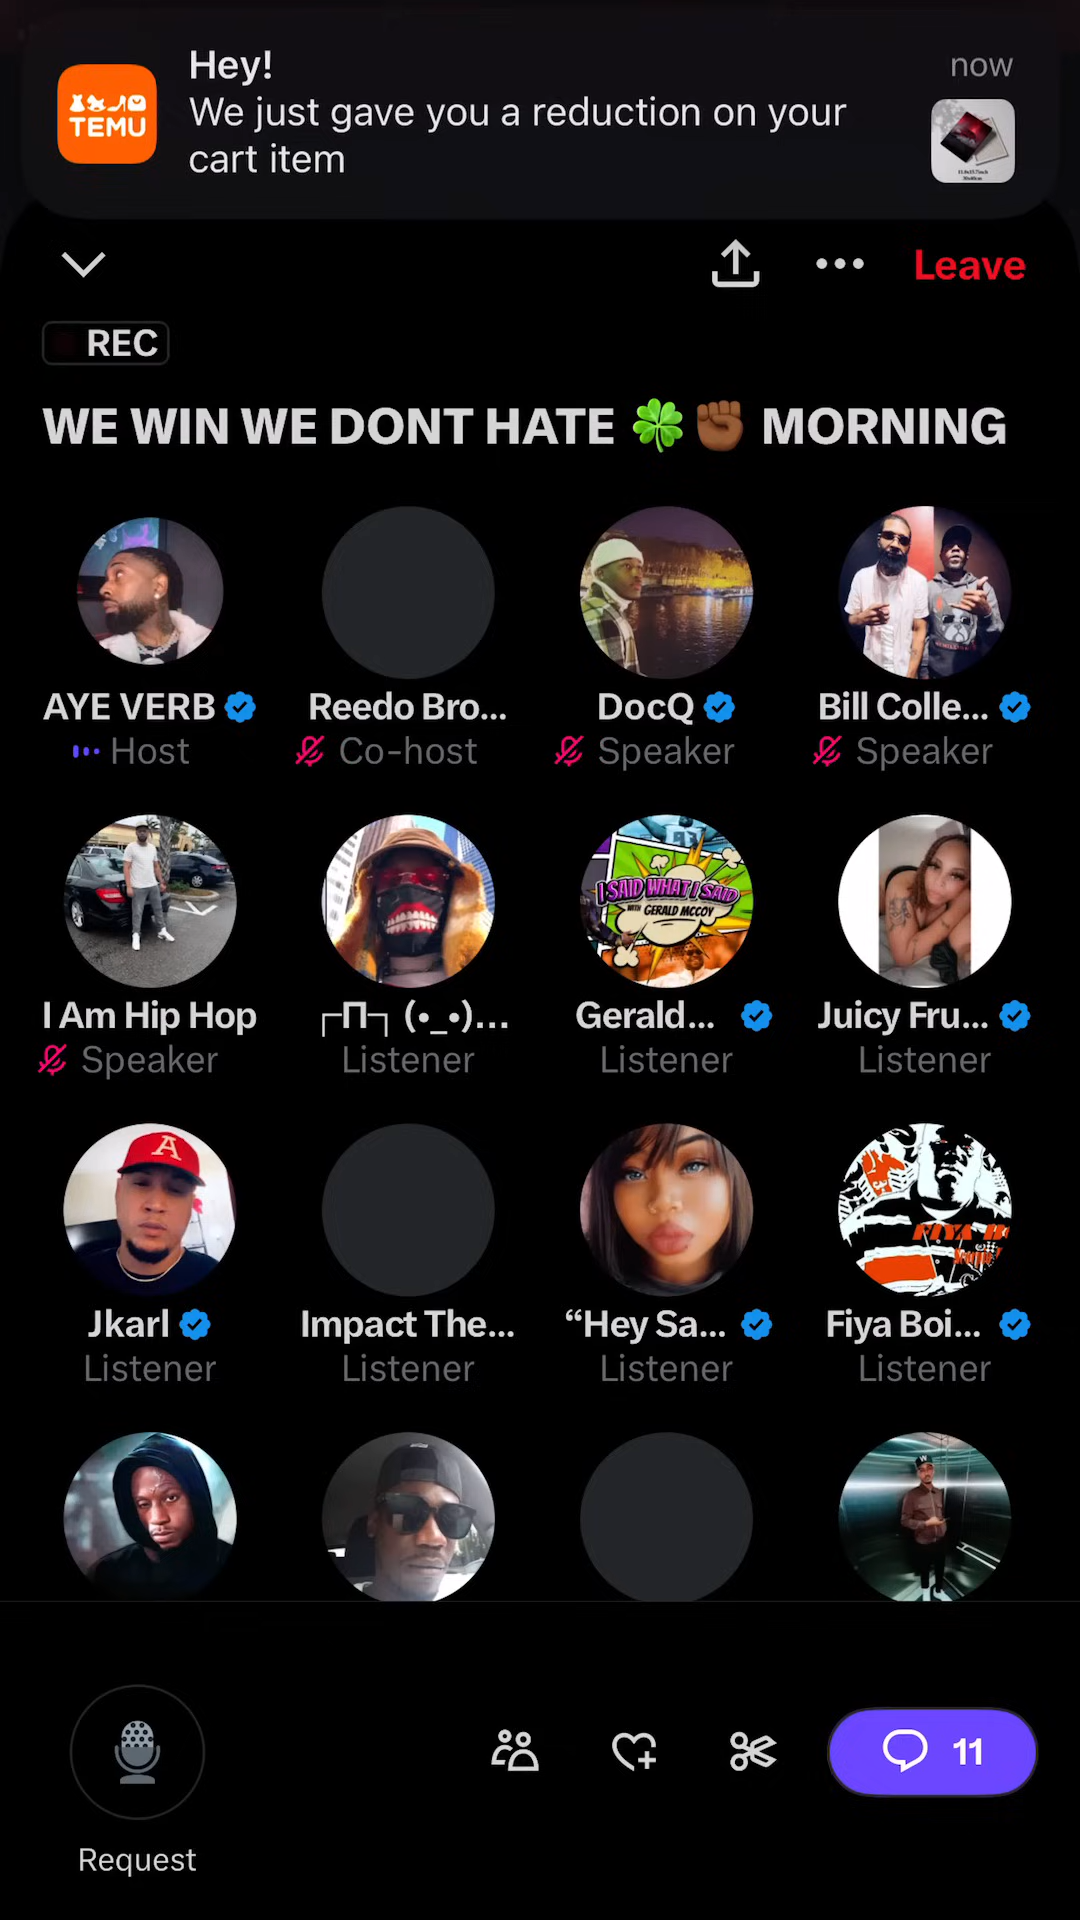 Hey!
now
We just gave you a reduction on your
cart item
TEMU
Leave
REC
WE WIN WE DONT HATE 🍀✊🏾 MORNING
AYE VERB
Reedo Bro...
DocQ
Bill Colle...
Host
Co-host
Speaker
Speaker
I SAID WHAT I SAID
WITH GERALD MCCOY
I Am Hip Hop
┌П┐ (•_•)...
Gerald...
Juicy Fru...
Speaker
Listener
Listener
Listener
A
Jkarl
Impact The...
“Hey Sa...
Fiya Boi...
Listener
Listener
Listener
Listener
W
11
Request